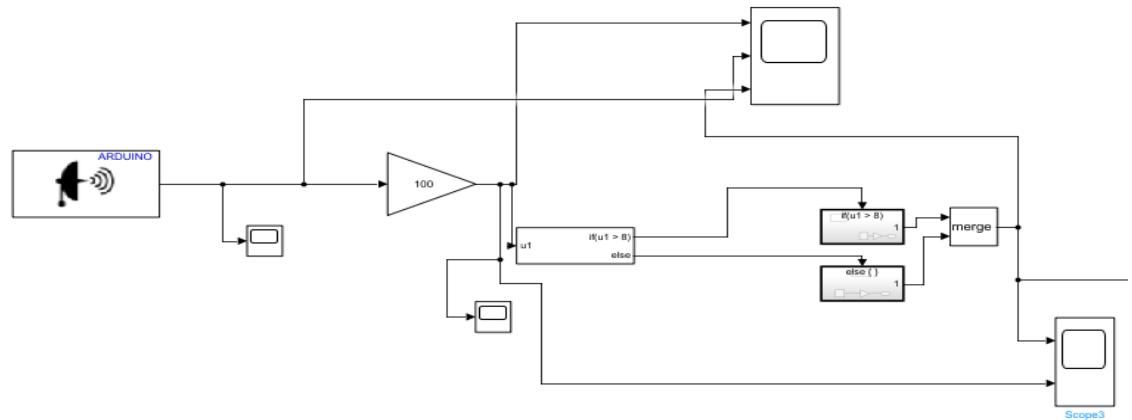 ARDUINO
100
u1
if(u1 > 8)
else
if(u1 > 8)
1
else { }
1
merge
Scope3